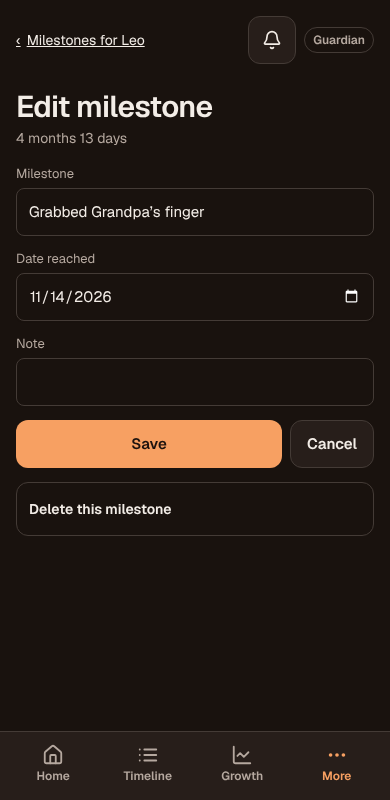 ‹ Milestones for Leo
Guardian
Edit milestone
4 months 13 days
Milestone
Grabbed Grandpa's finger
Date reached
11/14/2026
Note
Save
Cancel
Delete this milestone
Home
Timeline
Growth
More